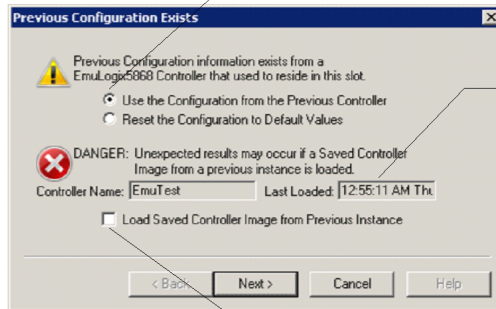 Previous Configuration Exists
Previous Configuration information exists from a
EmuLogix5868 Controller that used to reside in this slot.
Use the Configuration from the Previous Controller
Reset the Configuration to Default Values
DANGER: Unexpected results may occur if a Saved Controller
Image from a previous instance is loaded.
Controller Name: EmuTest Last Loaded: 12:55:11 AM Thu
Load Saved Controller Image from Previous Instance
< Back Next > Cancel Help